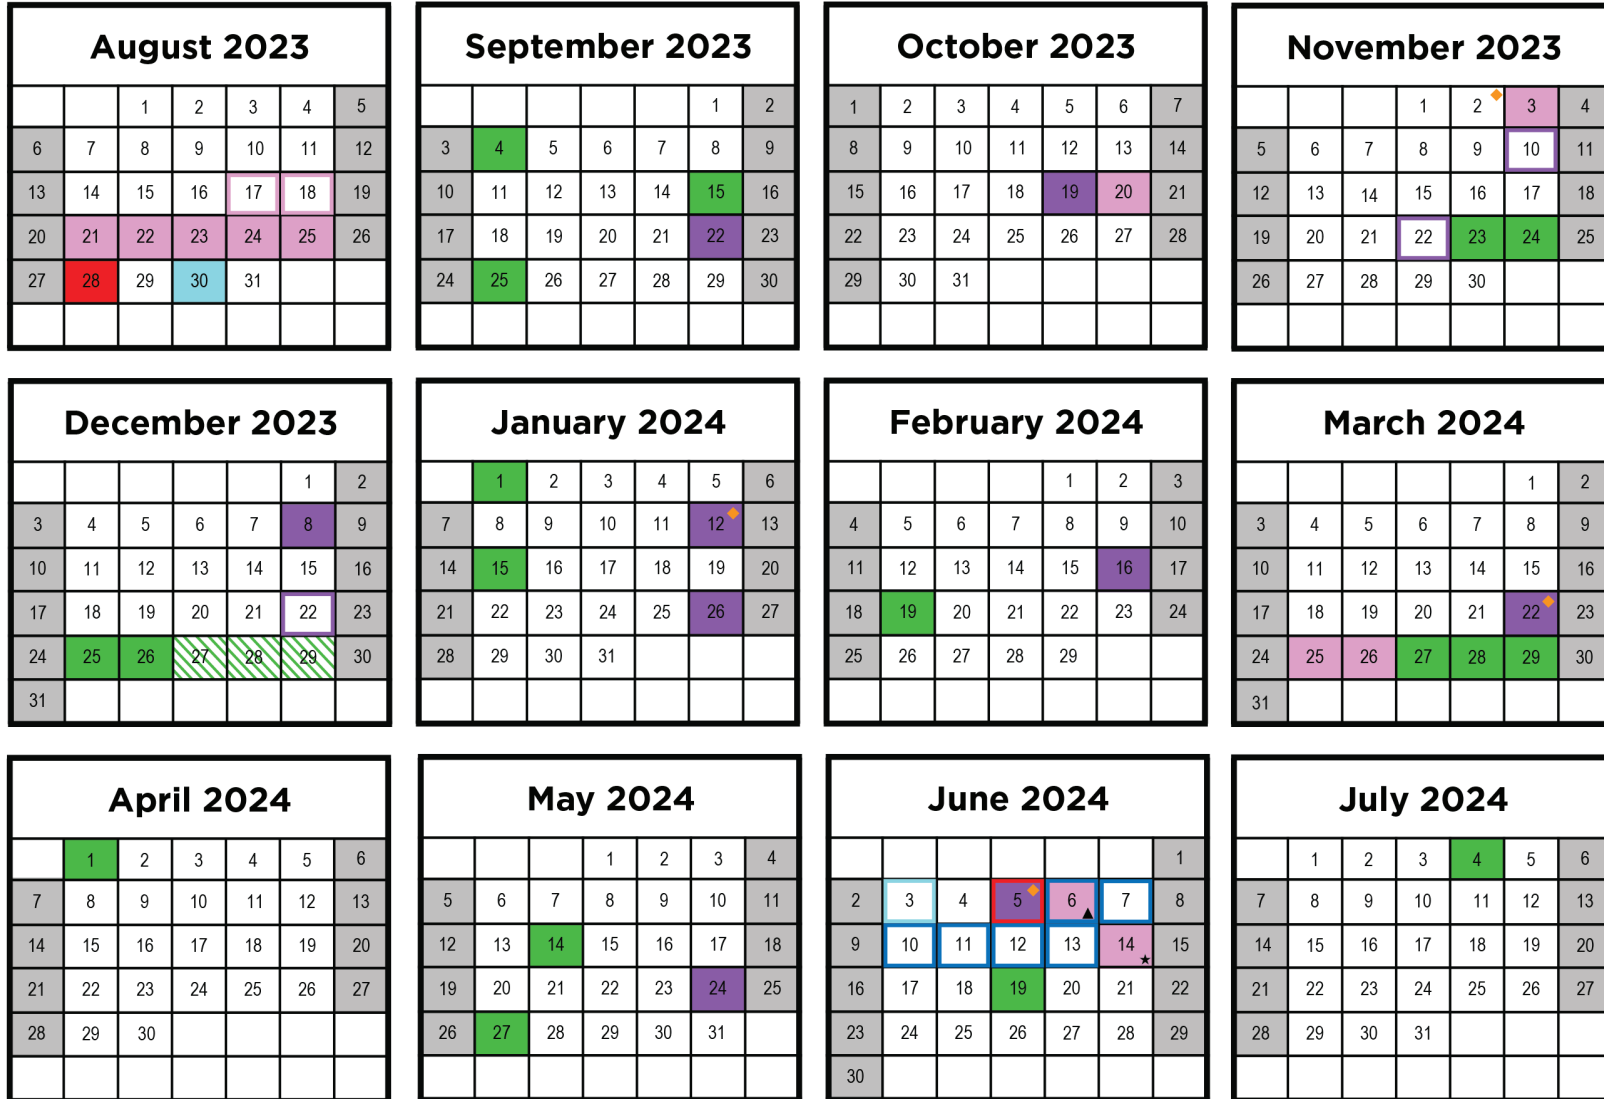 August 2023
1 2 3 4 5
6 7 8 9 10 11 12
13 14 15 16 17 18 19
20 21 22 23 24 25 26
27 28 29 30 31
September 2023
1 2
3 4 5 6 7 8 9
10 11 12 13 14 15 16
17 18 19 20 21 22 23
24 25 26 27 28 29 30
October 2023
1 2 3 4 5 6 7
8 9 10 11 12 13 14
15 16 17 18 19 20 21
22 23 24 25 26 27 28
29 30 31
November 2023
1 2 3 4
5 6 7 8 9 10 11
12 13 14 15 16 17 18
19 20 21 22 23 24 25
26 27 28 29 30
December 2023
1 2
3 4 5 6 7 8 9
10 11 12 13 14 15 16
17 18 19 20 21 22 23
24 25 26 27 28 29 30
31
January 2024
1 2 3 4 5 6
7 8 9 10 11 12 13
14 15 16 17 18 19 20
21 22 23 24 25 26 27
28 29 30 31
February 2024
1 2 3
4 5 6 7 8 9 10
11 12 13 14 15 16 17
18 19 20 21 22 23 24
25 26 27 28 29
March 2024
1 2
3 4 5 6 7 8 9
10 11 12 13 14 15 16
17 18 19 20 21 22 23
24 25 26 27 28 29 30
31
April 2024
1 2 3 4 5 6
7 8 9 10 11 12 13
14 15 16 17 18 19 20
21 22 23 24 25 26 27
28 29 30
May 2024
1 2 3 4
5 6 7 8 9 10 11
12 13 14 15 16 17 18
19 20 21 22 23 24 25
26 27 28 29 30 31
June 2024
1
2 3 4 5 6 7 8
9 10 11 12 13 14 15
16 17 18 19 20 21 22
23 24 25 26 27 28 29
30
July 2024
1 2 3 4 5 6
7 8 9 10 11 12 13
14 15 16 17 18 19 20
21 22 23 24 25 26 27
28 29 30 31